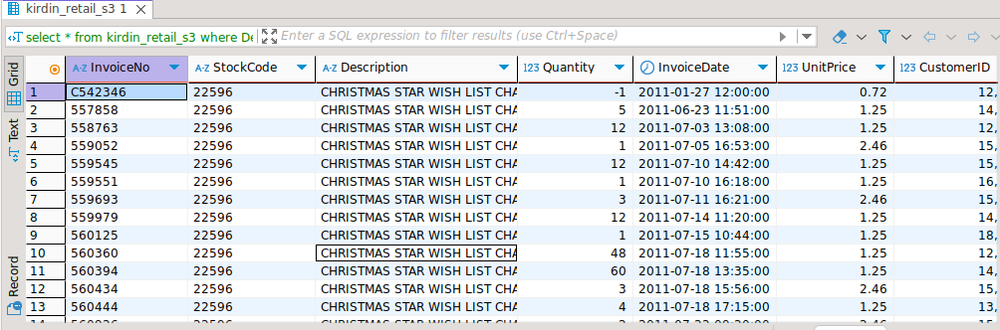 kirdin_retail_s3 1
select * from kirdin_retail_s3 where De Enter a SQL expression to filter results (use Ctrl+Space)
Grid
Text
Record
A-Z InvoiceNo A-Z StockCode A-Z Description 123 Quantity InvoiceDate 123 UnitPrice 123 CustomerID
1 C542346 22596 CHRISTMAS STAR WISH LIST CHA -1 2011-01-27 12:00:00 0.72 12,
2 557858 22596 CHRISTMAS STAR WISH LIST CHA 5 2011-06-23 11:51:00 1.25 14,
3 558763 22596 CHRISTMAS STAR WISH LIST CHA 12 2011-07-03 13:08:00 1.25 12,
4 559052 22596 CHRISTMAS STAR WISH LIST CHA 1 2011-07-05 16:53:00 2.46 15,
5 559545 22596 CHRISTMAS STAR WISH LIST CHA 12 2011-07-10 14:42:00 1.25 15,
6 559551 22596 CHRISTMAS STAR WISH LIST CHA 1 2011-07-10 16:18:00 1.25 16,
7 559693 22596 CHRISTMAS STAR WISH LIST CHA 3 2011-07-11 16:21:00 2.46 15,
8 559979 22596 CHRISTMAS STAR WISH LIST CHA 12 2011-07-14 11:20:00 1.25 14,
9 560125 22596 CHRISTMAS STAR WISH LIST CHA 1 2011-07-15 10:44:00 1.25 18,
10 560360 22596 CHRISTMAS STAR WISH LIST CHA 48 2011-07-18 11:55:00 1.25 12,
11 560394 22596 CHRISTMAS STAR WISH LIST CHA 60 2011-07-18 13:35:00 1.25 14,
12 560434 22596 CHRISTMAS STAR WISH LIST CHA 3 2011-07-18 15:56:00 2.46 15,
13 560444 22596 CHRISTMAS STAR WISH LIST CHA 4 2011-07-18 17:15:00 1.25 13,